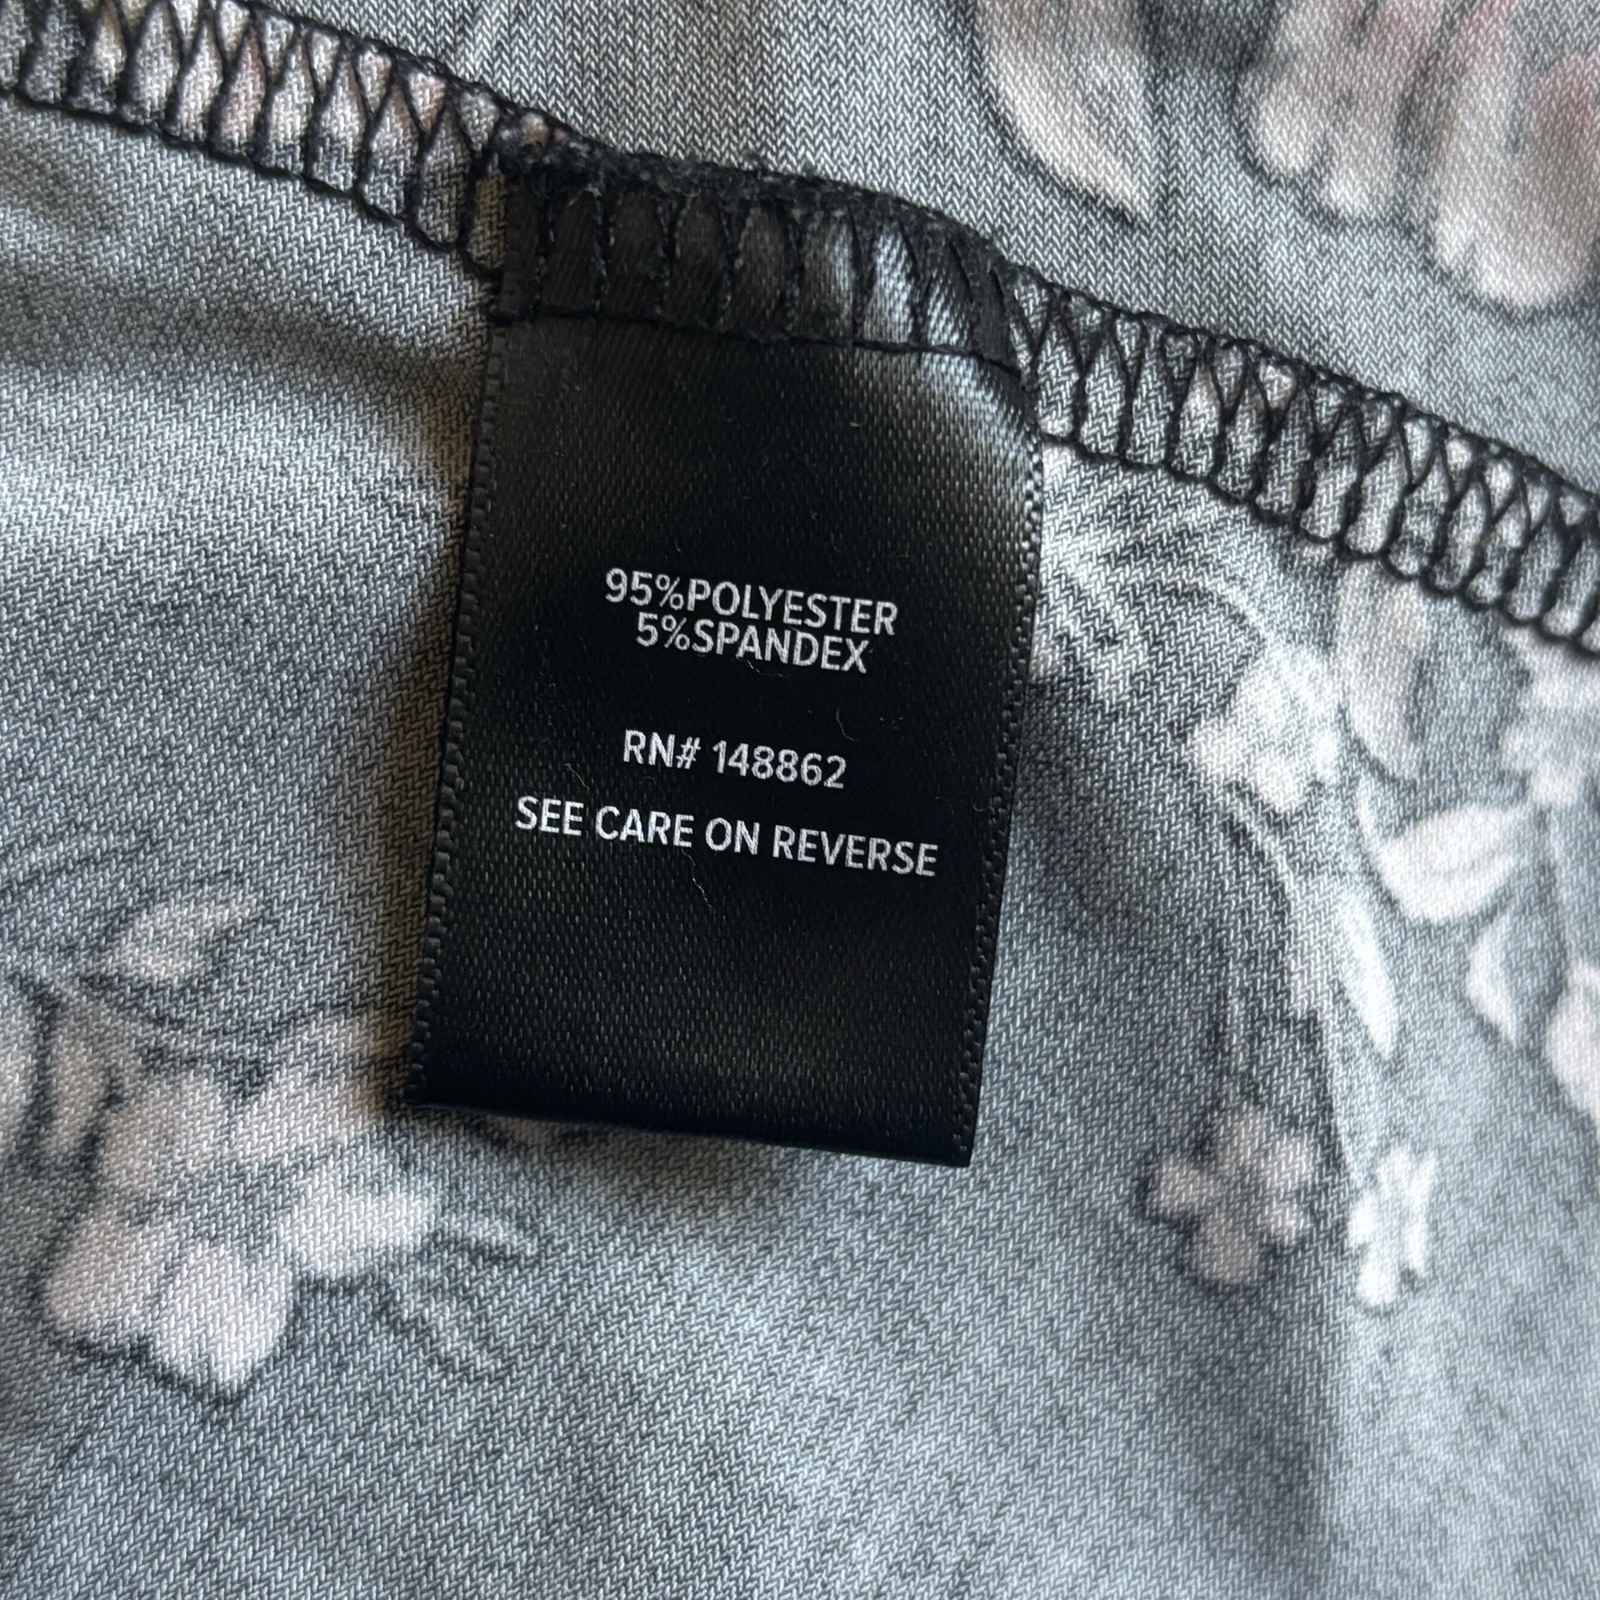 95%POLYESTER
5%SPANDEX
RN# 148862
SEE CARE ON REVERSE